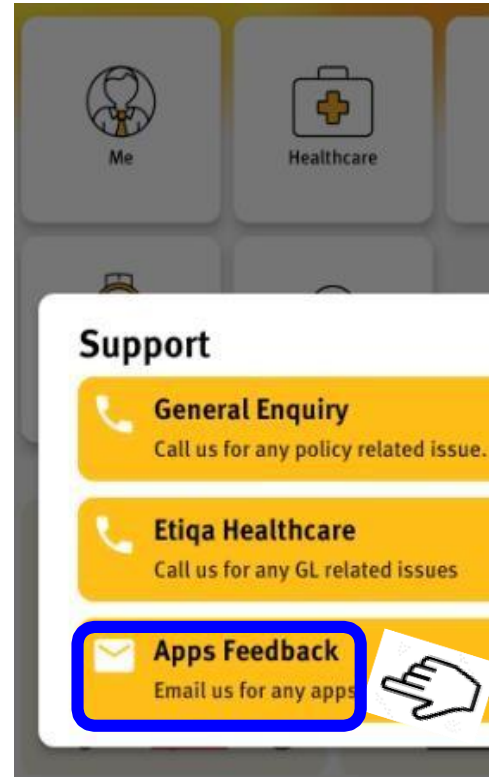 Me
Healthcare
Support
General Enquiry
Call us for any policy related issue.
Etiqa Healthcare
Call us for any GL related issues
Apps Feedback
Email us for any apps